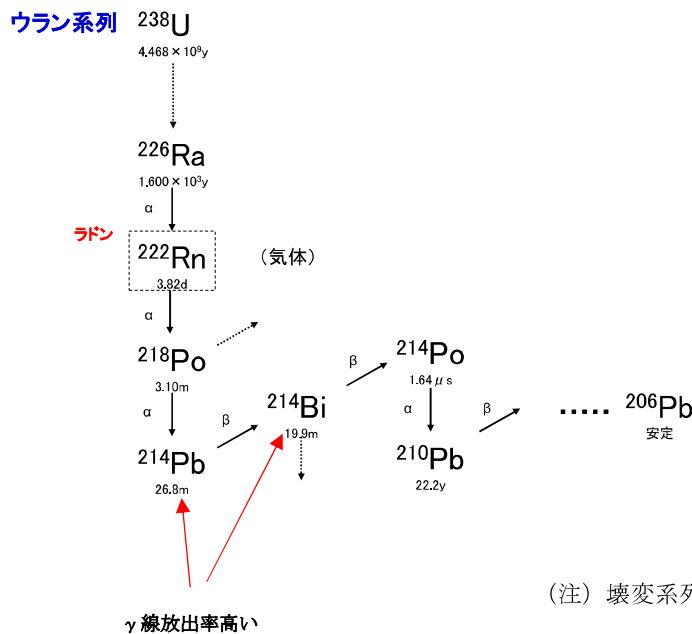 ウラン系列
²³⁸U
4.468×10⁹y
²²⁶Ra
1.600×10³y
α
ラドン
²²²Rn
(気体)
3.82d
α
²¹⁸Po
3.10m
α
²¹⁴Pb
26.8m
β
²¹⁴Bi
19.9m
β
²¹⁴Po
1.64μs
α
²¹⁰Pb
22.2y
β
‥‥・
²⁰⁶Pb
安定
γ線放出率高い
(注) 壊変系列